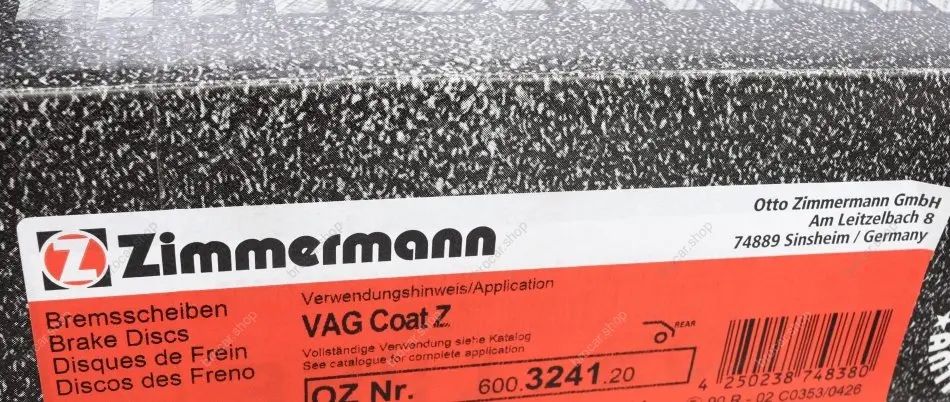 Zimmermann
Otto Zimmermann GmbH
Am Leitzelbach 8
74889 Sinsheim / Germany
Bremsscheiben
Brake Discs
Disques de Frein
Discos des Freno
Verwendungshinweis/Application
VAG Coat Z
Vollständige Verwendung siehe Katalog
See catalogue for complete application
REAR
OZ Nr. 600.3241.20
4 250238 748380
90 R - 02 C0353/0426
brocar.shop